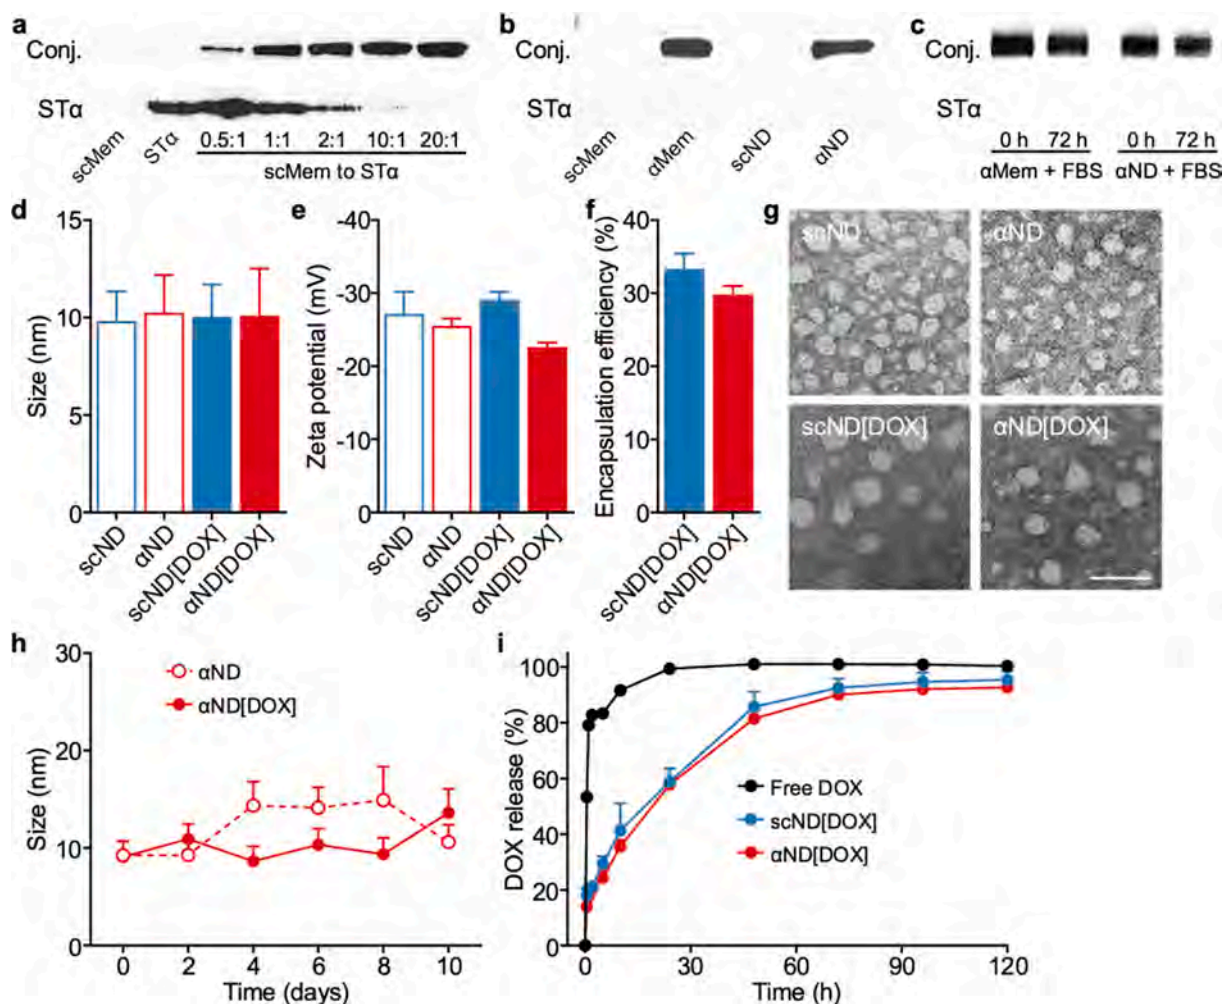 a
Conj.
STα
scMem
STα
0.5:1 1:1 2:1 10:1 20:1
scMem to STα
b
Conj.
STα
scMem
αMem
scND
αND
c
Conj.
STα
0 h 72 h 0 h 72 h
αMem + FBS αND + FBS
d
15
10
5
0
Size (nm)
scND
αND
scND[DOX]
αND[DOX]
e
-40
-30
-20
-10
0
Zeta potential (mV)
scND
αND
scND[DOX]
αND[DOX]
f
40
30
20
10
0
Encapsulation efficiency (%)
scND[DOX]
αND[DOX]
g
scND
αND
scND[DOX]
αND[DOX]
h
30
20
10
0
Size (nm)
αND
αND[DOX]
0 2 4 6 8 10
Time (days)
i
100
80
60
40
20
0
DOX release (%)
Free DOX
scND[DOX]
αND[DOX]
0 30 60 90 120
Time (h)